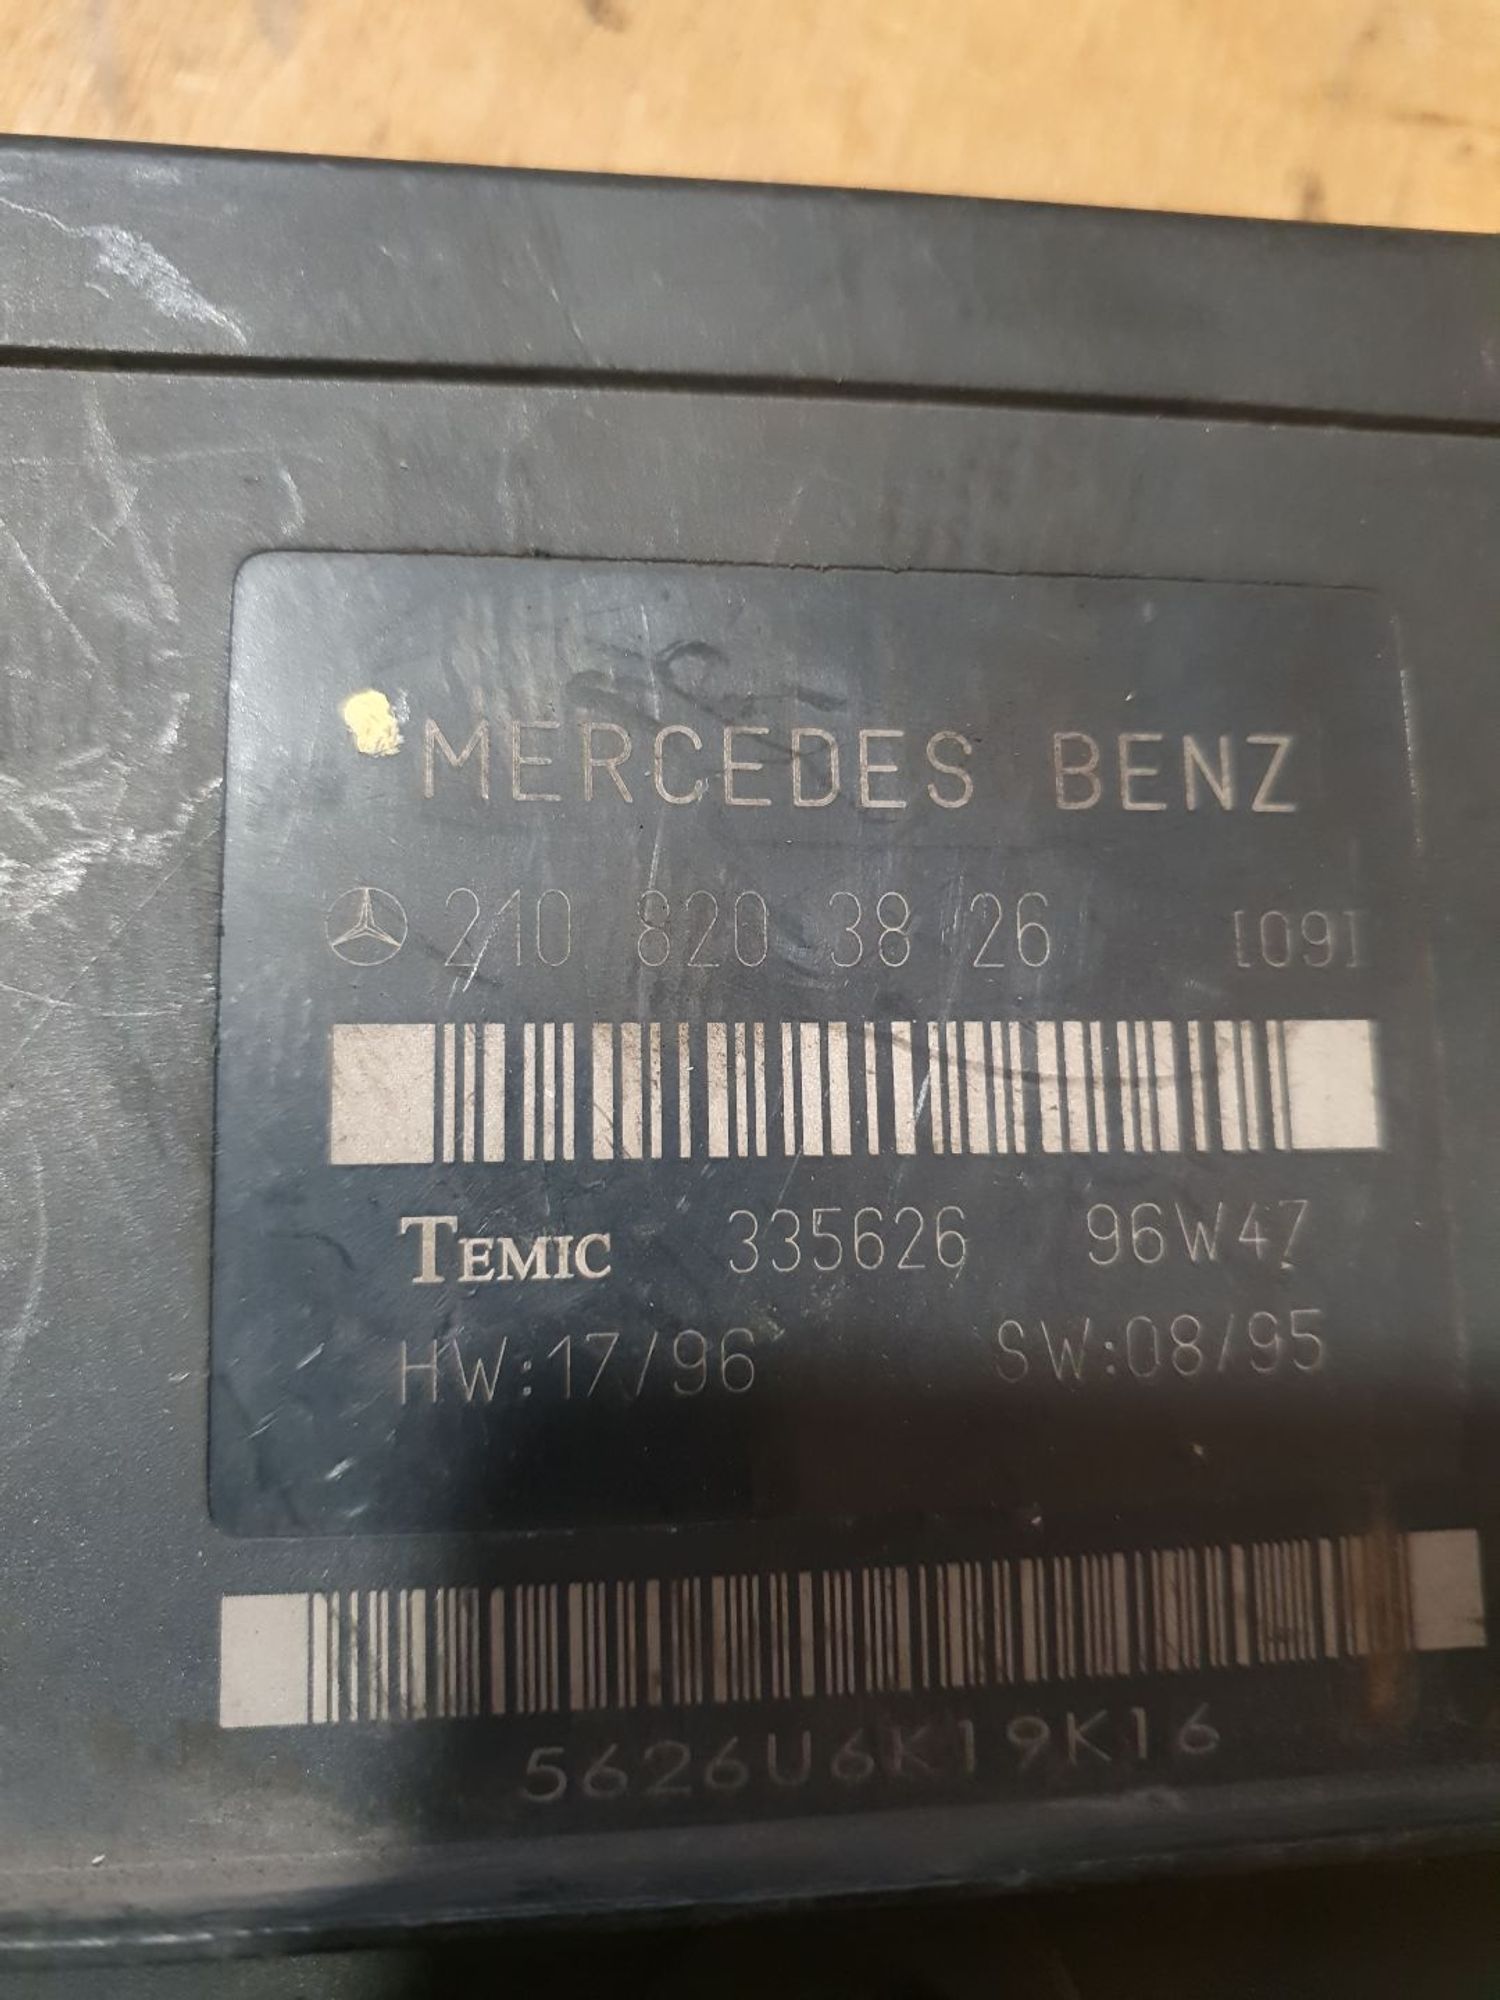 MERCEDES BENZ
210 820 38 26 [09]
TEMIC 335626 96W47
HW:17/96 SW:08/95
5626U6K19K16